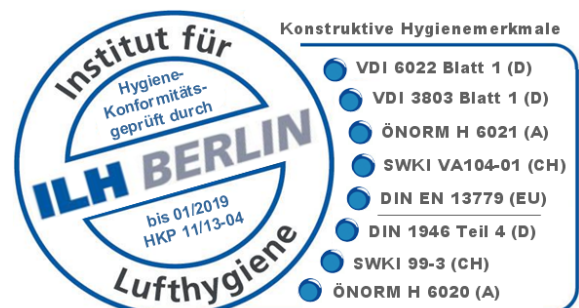 Institut für
Hygiene-
Konformitäts-
geprüft durch
ILH BERLIN
bis 01/2019
HKP 11/13-04
Lufthygiene
Konstruktive Hygienemerkmale
VDI 6022 Blatt 1 (D)
VDI 3803 Blatt 1 (D)
ÖNORM H 6021 (A)
SWKI VA104-01 (CH)
DIN EN 13779 (EU)
DIN 1946 Teil 4 (D)
SWKI 99-3 (CH)
ÖNORM H 6020 (A)